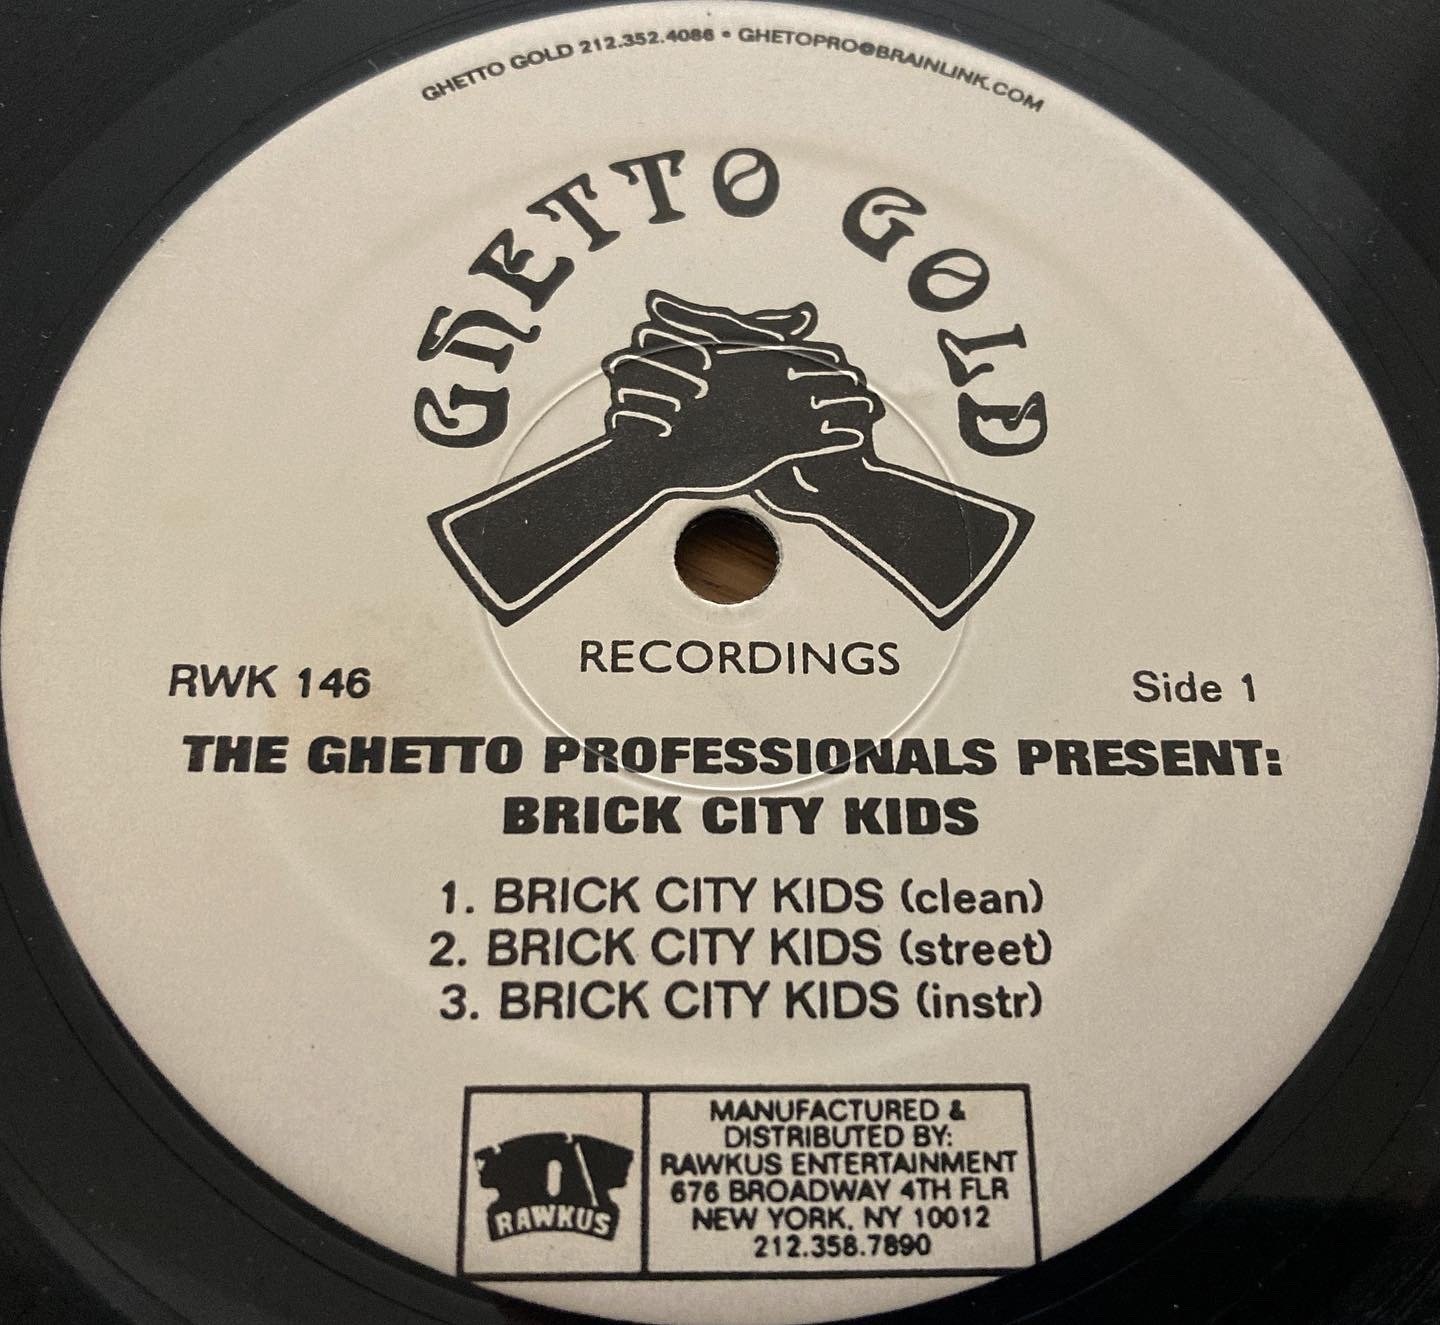 GHETTO GOLD 212.352.4086 • GHETOPRO@BRAINLINK.COM
GHETTO GOLD
RECORDINGS
RWK 146
Side 1
THE GHETTO PROFESSIONALS PRESENT:
BRICK CITY KIDS
1. BRICK CITY KIDS (clean)
2. BRICK CITY KIDS (street)
3. BRICK CITY KIDS (instr)
RAWKUS
MANUFACTURED &
DISTRIBUTED BY:
RAWKUS ENTERTAINMENT
676 BROADWAY 4TH FLR
NEW YORK, NY 10012
212.358.7890